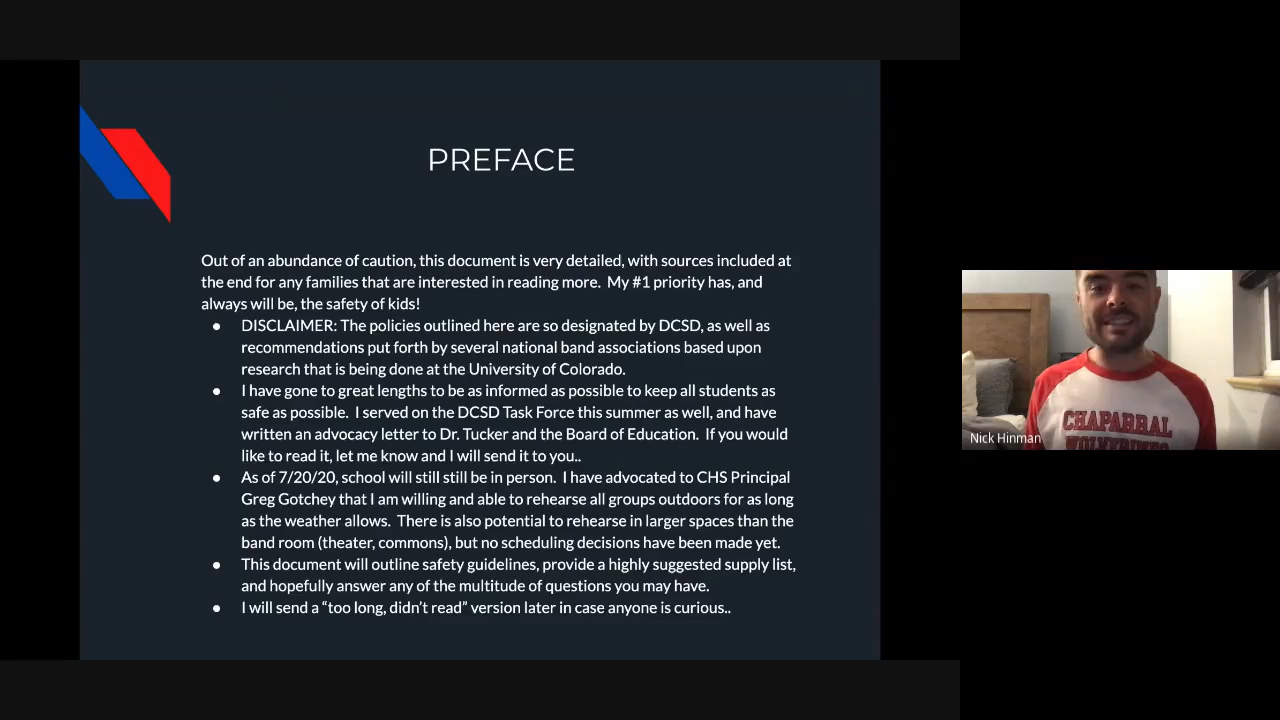 PREFACE
Out of an abundance of caution, this document is very detailed, with sources included at
the end for any families that are interested in reading more.  My #1 priority has, and
always will be, the safety of kids!
● DISCLAIMER: The policies outlined here are so designated by DCSD, as well as
recommendations put forth by several national band associations based upon
research that is being done at the University of Colorado.
● I have gone to great lengths to be as informed as possible to keep all students as
safe as possible.  I served on the DCSD Task Force this summer as well, and have
written an advocacy letter to Dr. Tucker and the Board of Education.  If you would
like to read it, let me know and I will send it to you..
● As of 7/20/20, school will still still be in person.  I have advocated to CHS Principal
Greg Gotchey that I am willing and able to rehearse all groups outdoors for as long
as the weather allows.  There is also potential to rehearse in larger spaces than the
band room (theater, commons), but no scheduling decisions have been made yet.
● This document will outline safety guidelines, provide a highly suggested supply list,
and hopefully answer any of the multitude of questions you may have.
● I will send a “too long, didn’t read” version later in case anyone is curious..
CHAPARRAL
WOLVERINES
Nick Hinman